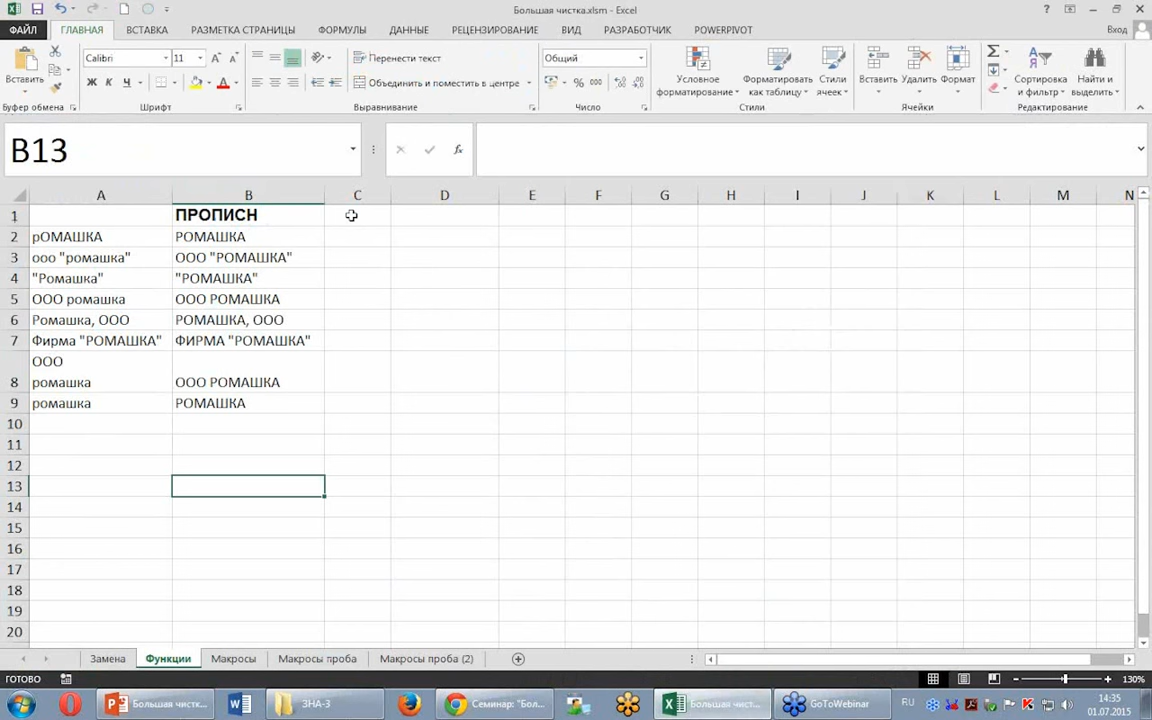 Большая чистка.xlsm - Excel
ФАЙЛ ГЛАВНАЯ ВСТАВКА РАЗМЕТКА СТРАНИЦЫ ФОРМУЛЫ ДАННЫЕ РЕЦЕНЗИРОВАНИЕ ВИД РАЗРАБОТЧИК POWERPIVOT Вход
Вставить
Буфер обмена
Calibri 11
Ж К Ч
Шрифт
Перенести текст
Объединить и поместить в центре
Выравнивание
Общий
% 000
Число
Условное форматирование
Форматировать как таблицу
Стили ячеек
Стили
Вставить Удалить Формат
Ячейки
Сортировка и фильтр
Найти и выделить
Редактирование
B13
fx
A B C D E F G H I J K L M N
1 ПРОПИСН
2 рОМАШКА РОМАШКА
3 ооо "ромашка" ООО "РОМАШКА"
4 "Ромашка" "РОМАШКА"
5 ООО ромашка ООО РОМАШКА
6 Ромашка, ООО РОМАШКА, ООО
7 Фирма "РОМАШКА" ФИРМА "РОМАШКА"
ООО
8 ромашка ООО РОМАШКА
9 ромашка РОМАШКА
10
11
12
13
14
15
16
17
18
19
20
Замена Функции Макросы Макросы проба Макросы проба (2)
ГОТОВО 130%
Большая чистк... ЗНА-3 Семинар: "Бол... Большая чист... GoToWebinar RU 14:35
01.07.2015